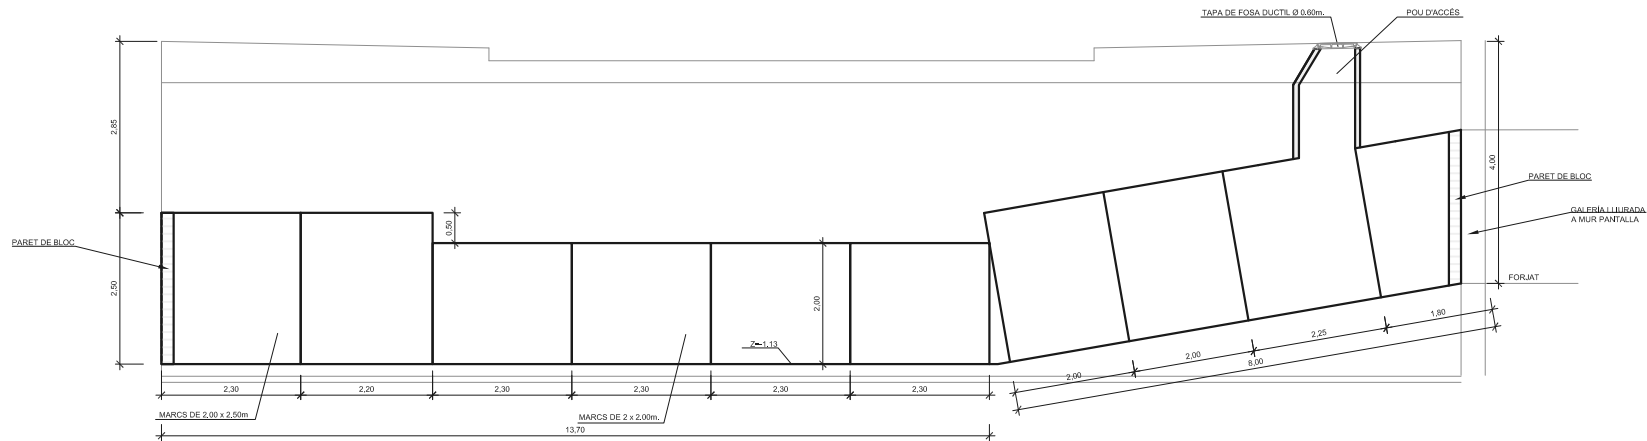 TAPA DE FOSA DUCTIL Ø 0.60m.
POU D'ACCÉS
2,85
4,00
PARET DE BLOC
GALERÍA LLIURADA
A MUR PANTALLA
0.50
PARET DE BLOC
2,50
2,00
FORJAT
Z=-1,13
1,80
2,25
2,00
8,00
2,00
2,30
2,20
2,30
2,30
2,30
2,30
MARCS DE 2,00 x 2,50m
MARCS DE 2 x 2.00m.
13,70